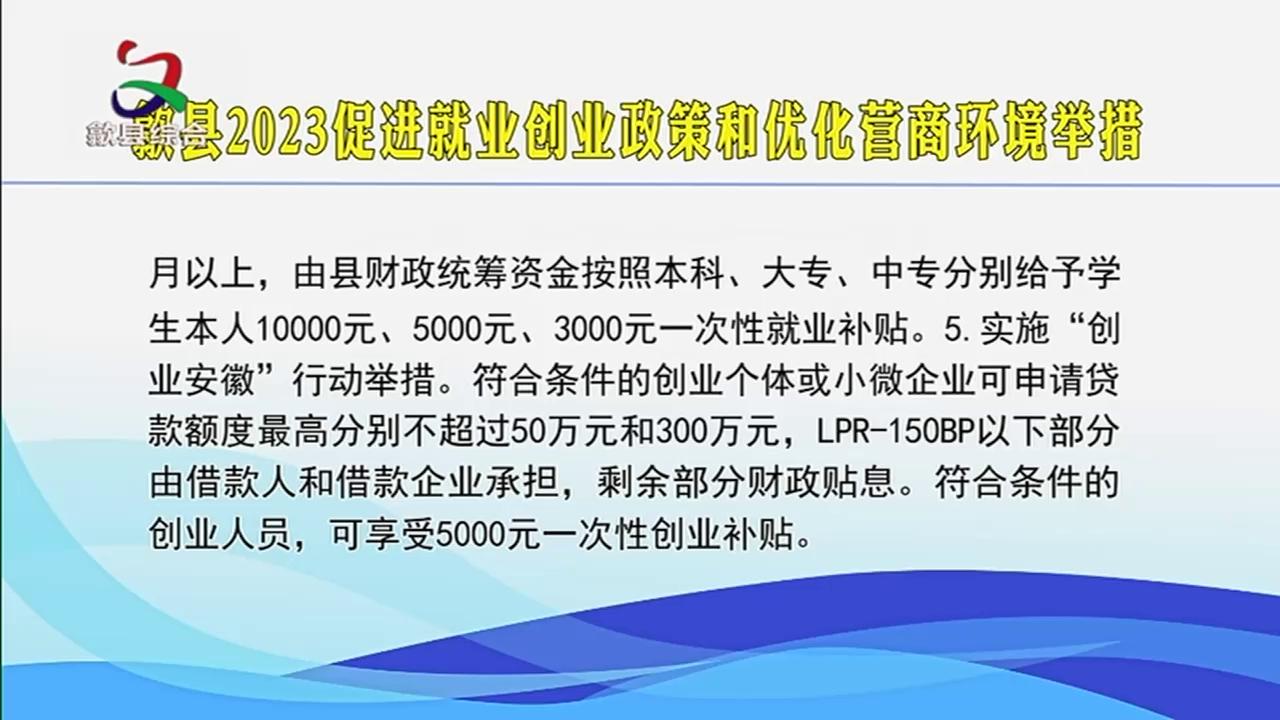 歙县综合
歙县2023促进就业创业政策和优化营商环境举措
月以上，由县财政统筹资金按照本科、大专、中专分别给予学
生本人10000元、5000元、3000元一次性就业补贴。5.实施“创
业安徽”行动举措。符合条件的创业个体或小微企业可申请贷
款额度最高分别不超过50万元和300万元，LPR-150BP以下部分
由借款人和借款企业承担，剩余部分财政贴息。符合条件的
创业人员，可享受5000元一次性创业补贴。